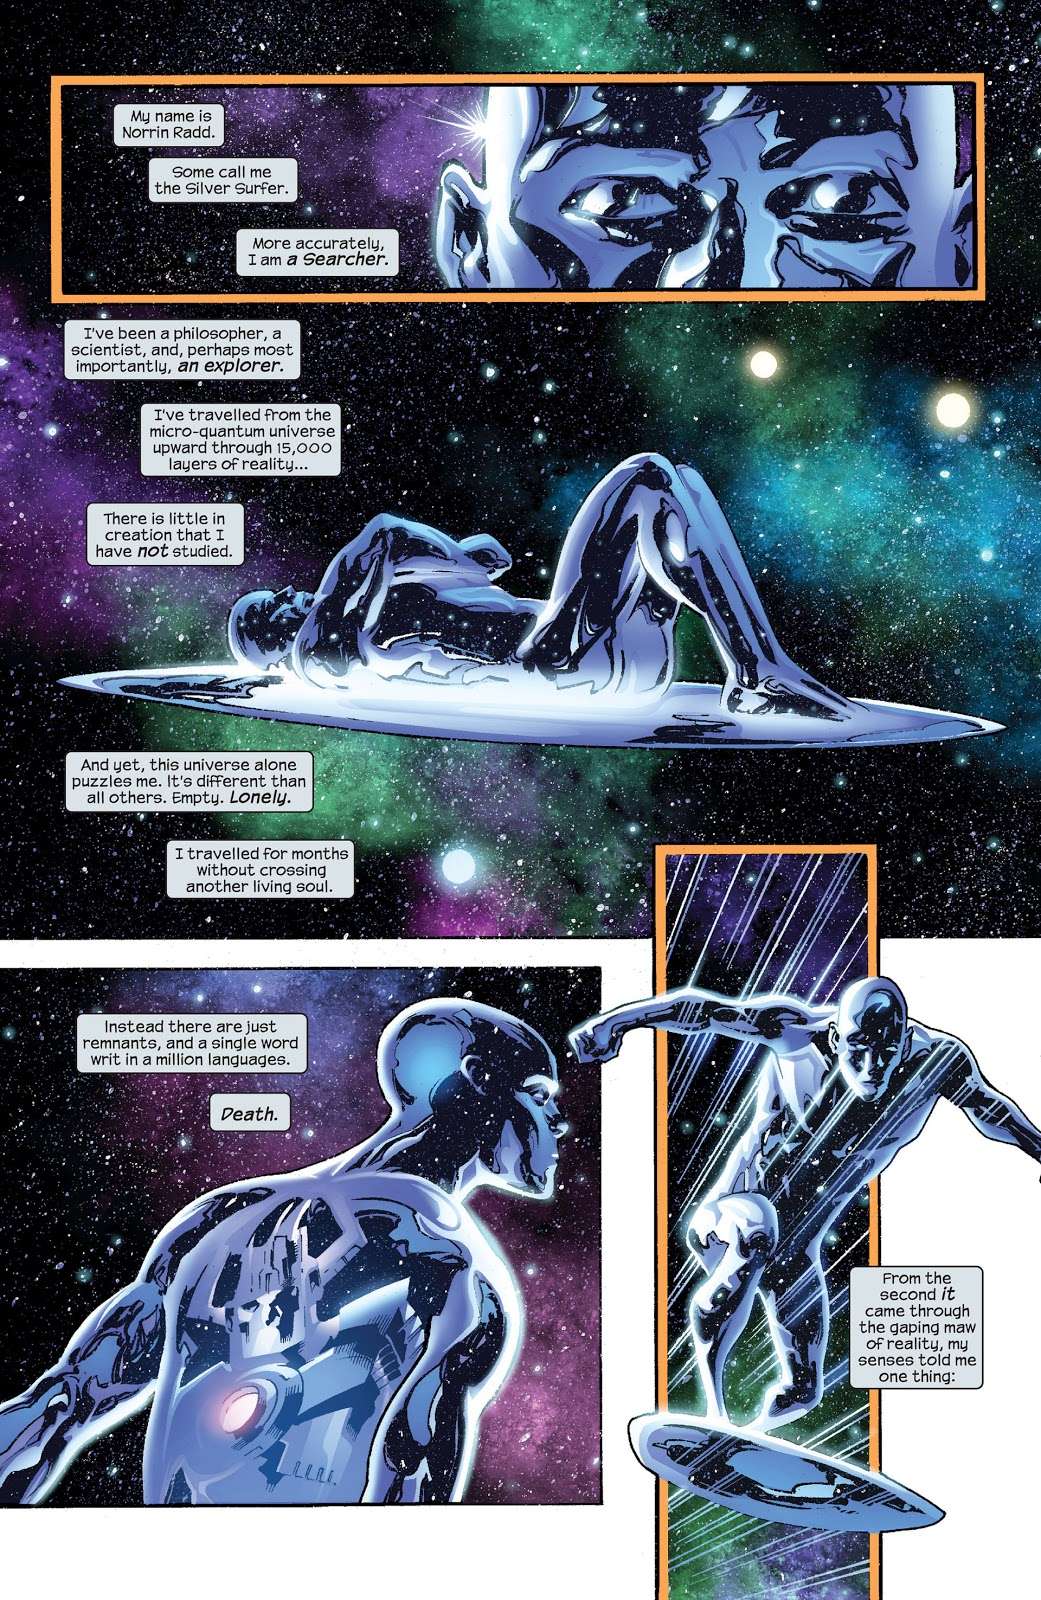 My name is
Norrin Radd.
Some call me
the Silver Surfer.
More accurately,
I am a Searcher.
I've been a philosopher, a
scientist, and, perhaps most
importantly, an explorer.
I've travelled from the
micro-quantum universe
upward through 15,000
layers of reality...
There is little in
creation that I
have not studied.
And yet, this universe alone
puzzles me. It's different than
all others. Empty. Lonely.
I travelled for months
without crossing
another living soul.
Instead there are just
remnants, and a single word
writ in a million languages.
Death.
From the
second it
came through
the gaping maw
of reality, my
senses told me
one thing: